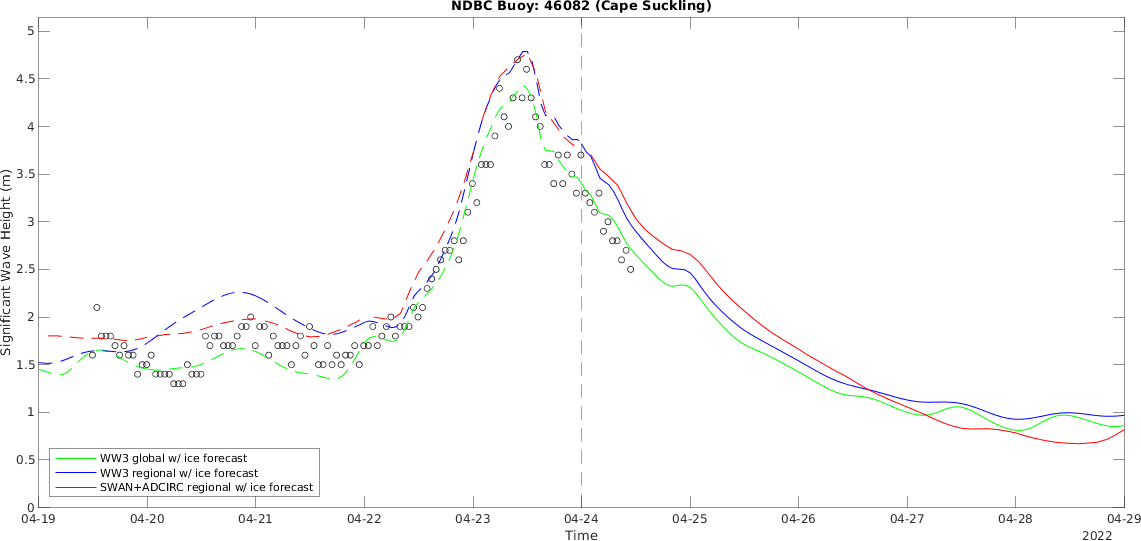 NDBC Buoy: 46082 (Cape Suckling)
5
4.5
4
3.5
3
2.5
2
1.5
1
0.5
0
Significant Wave Height (m)
WW3 global w/ ice forecast
WW3 regional w/ ice forecast
SWAN+ADCIRC regional w/ ice forecast
04-19 04-20 04-21 04-22 04-23 04-24 04-25 04-26 04-27 04-28 04-29
Time
2022